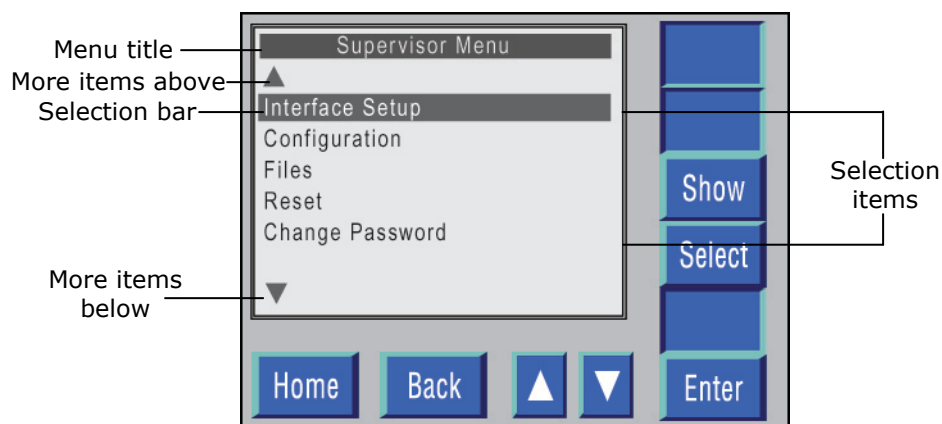 Menu title
Supervisor Menu
More items above
Selection bar
Interface Setup
Configuration
Files
Reset
Change Password
More items
below
Show
Select
Selection
items
Home
Back
Enter